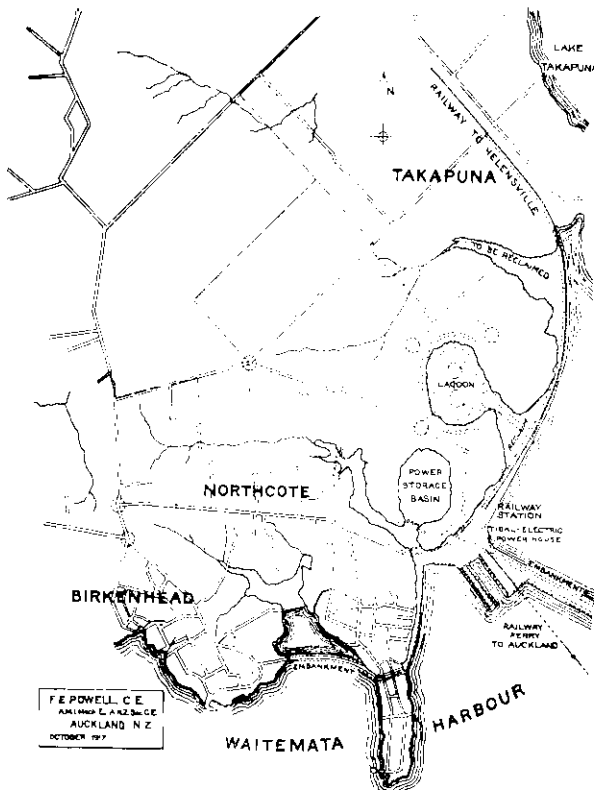 LAKE
TAKAPUNA
N
RAILWAY TO HELENSVILLE
TAKAPUNA
TO BE RECLAIMED
LAGOON
POWER
STORAGE
BASIN
NORTHCOTE
RAILWAY
STATION
TIDAL-ELECTRIC
POWER HOUSE
EMBANKMENT
BIRKENHEAD
RAILWAY
FERRY
TO AUCKLAND
EMBANKMENT
F E POWELL, C E.
AUCKLAND N Z
OCTOBER 1917
WAITEMATA HARBOUR